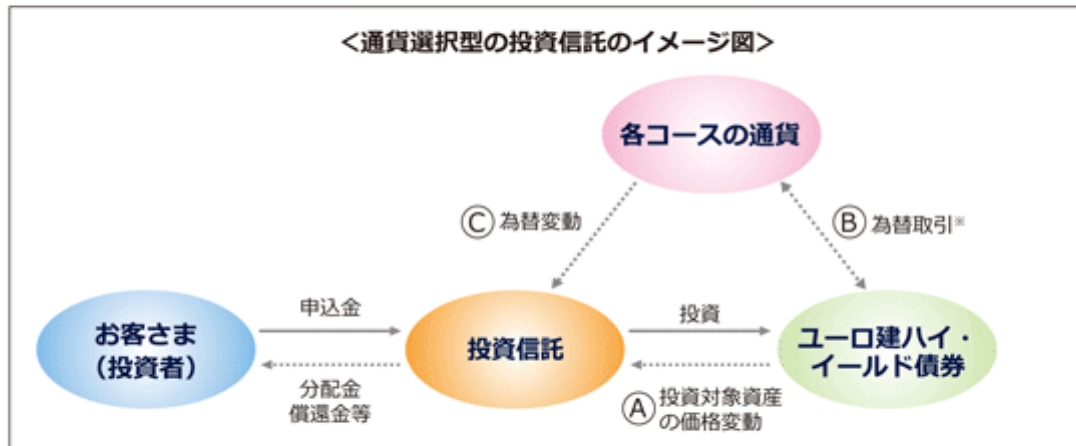 ＜通貨選択型の投資信託のイメージ図＞
各コースの通貨
Ⓒ 為替変動
Ⓑ 為替取引※
お客さま
（投資者）
申込金
分配金
償還金等
投資信託
投資
Ⓐ 投資対象資産
の価格変動
ユーロ建ハイ・
イールド債券